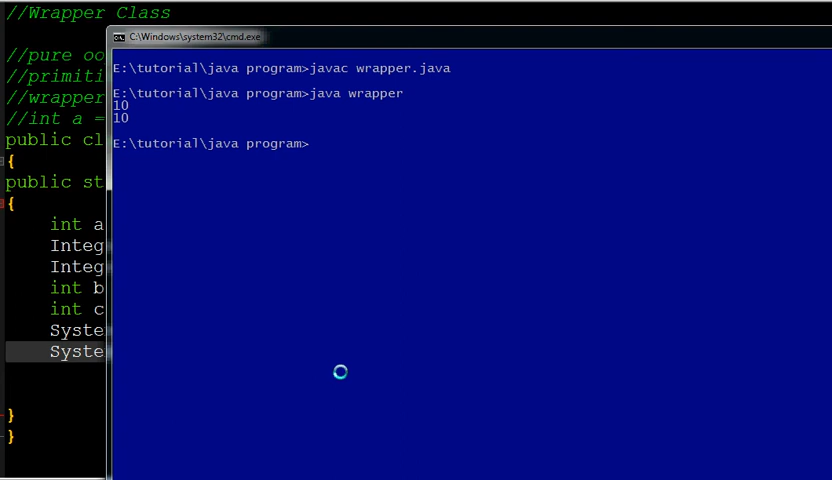 //Wrapper Class
C:\Windows\system32\cmd.exe
//pure oo
//primiti
//wrapper
//int a =
public cl
{
public st
{
int a
Integ
Integ
int b
int c
Syste
Syste
}
}
E:\tutorial\java program>javac wrapper.java
E:\tutorial\java program>java wrapper
10
10
E:\tutorial\java program>